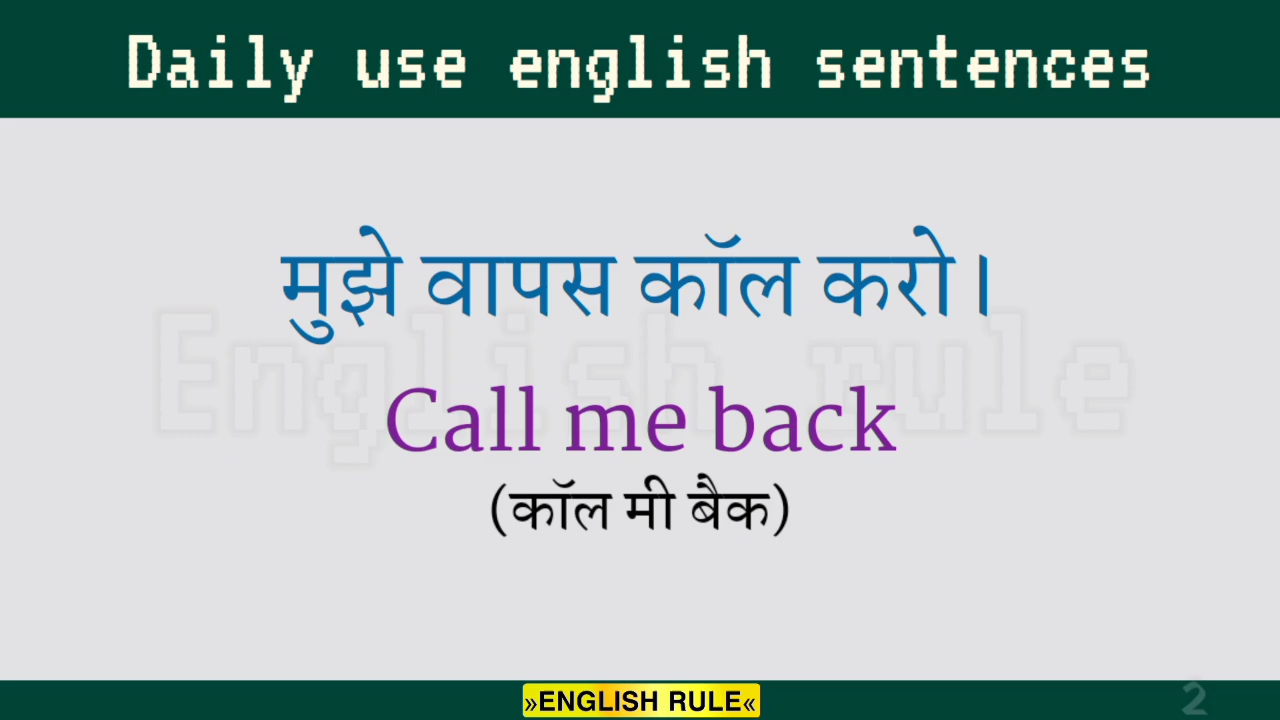 Daily use english sentences
मुझे वापस कॉल करो।
English rule
Call me back
(कॉल मी बैक)
»ENGLISH RULE«
2